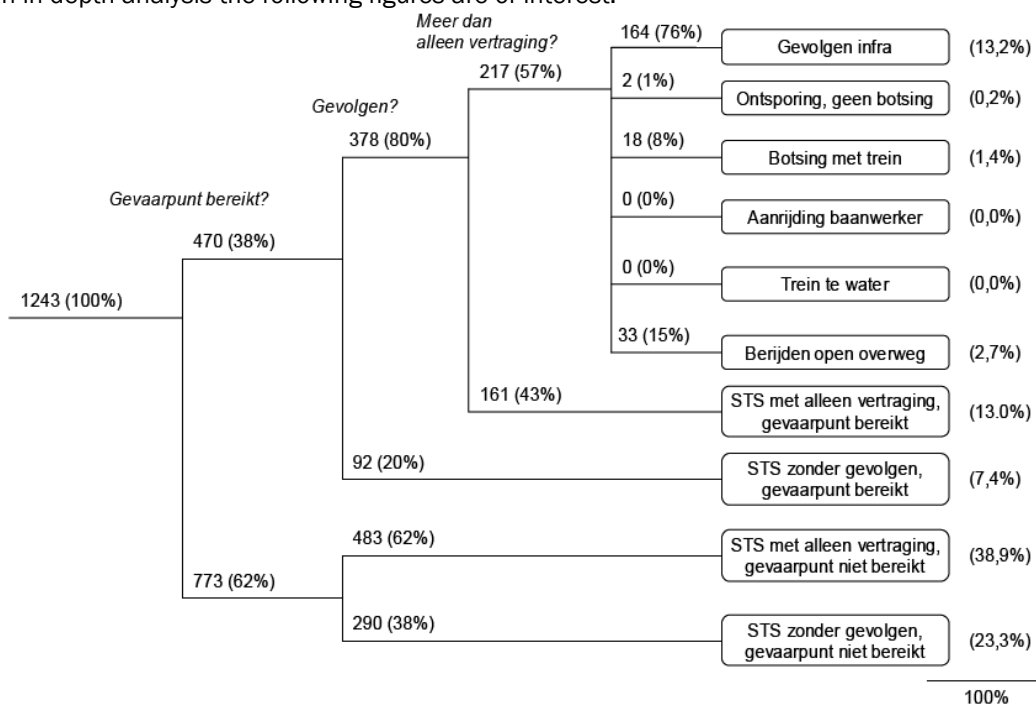 n in depth analysis the following figures are of interest.
Meer dan
alleen vertraging?
164 (76%)
Gevolgen infra
(13,2%)
217 (57%)
2 (1%)
Ontsporing, geen botsing
(0,2%)
Gevolgen?
378 (80%)
18 (8%)
Botsing met trein
(1,4%)
Gevaarpunt bereikt?
0 (0%)
Aanrijding baanwerker
(0,0%)
470 (38%)
0 (0%)
Trein te water
(0,0%)
1243 (100%)
33 (15%)
Berijden open overweg
(2,7%)
161 (43%)
STS met alleen vertraging,
gevaarpunt bereikt
(13.0%)
92 (20%)
STS zonder gevolgen,
gevaarpunt bereikt
(7,4%)
483 (62%)
STS met alleen vertraging,
gevaarpunt niet bereikt
(38,9%)
773 (62%)
290 (38%)
STS zonder gevolgen,
gevaarpunt niet bereikt
(23,3%)
100%